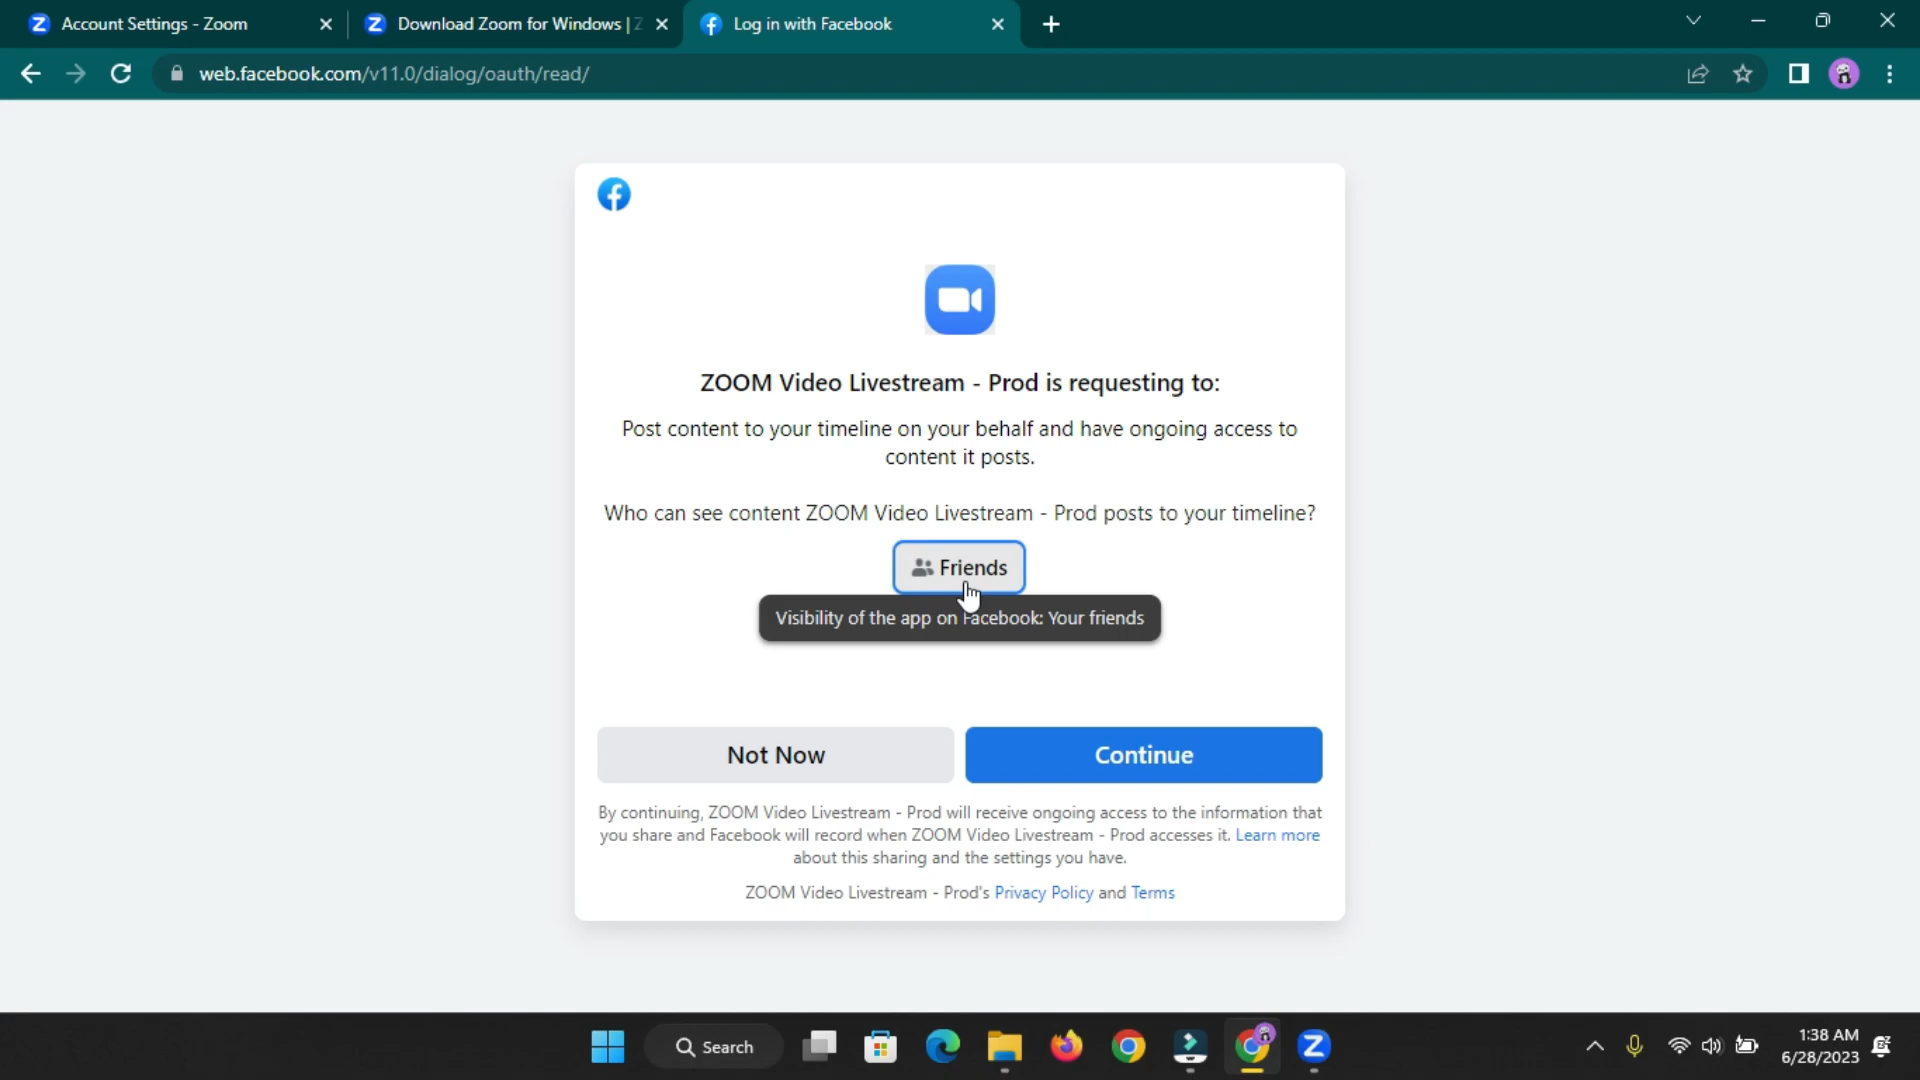 Account Settings - Zoom
Download Zoom for Windows | Z
Log in with Facebook
web.facebook.com/v11.0/dialog/oauth/read/
ZOOM Video Livestream - Prod is requesting to:
Post content to your timeline on your behalf and have ongoing access to
content it posts.
Who can see content ZOOM Video Livestream - Prod posts to your timeline?
Friends
Visibility of the app on Facebook: Your friends
Not Now
Continue
By continuing, ZOOM Video Livestream - Prod will receive ongoing access to the information that
you share and Facebook will record when ZOOM Video Livestream - Prod accesses it. Learn more
about this sharing and the settings you have.
ZOOM Video Livestream - Prod's Privacy Policy and Terms
Search
1:38 AM
6/28/2023